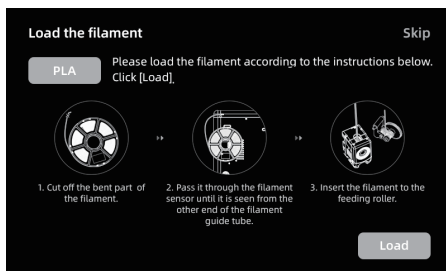 Load the filament
Skip
PLA
Please load the filament according to the instructions below.
Click [Load].
1. Cut off the bent part of
the filament.
2. Pass it through the filament
sensor until it is seen from the
other end of the filament
guide tube.
3. Insert the filament to the
feeding roller.
Load